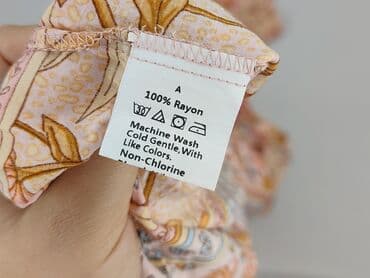 A
100% Rayon
Machine Wash
Cold Gentle, With
Like Colors.
Non-Chlorine